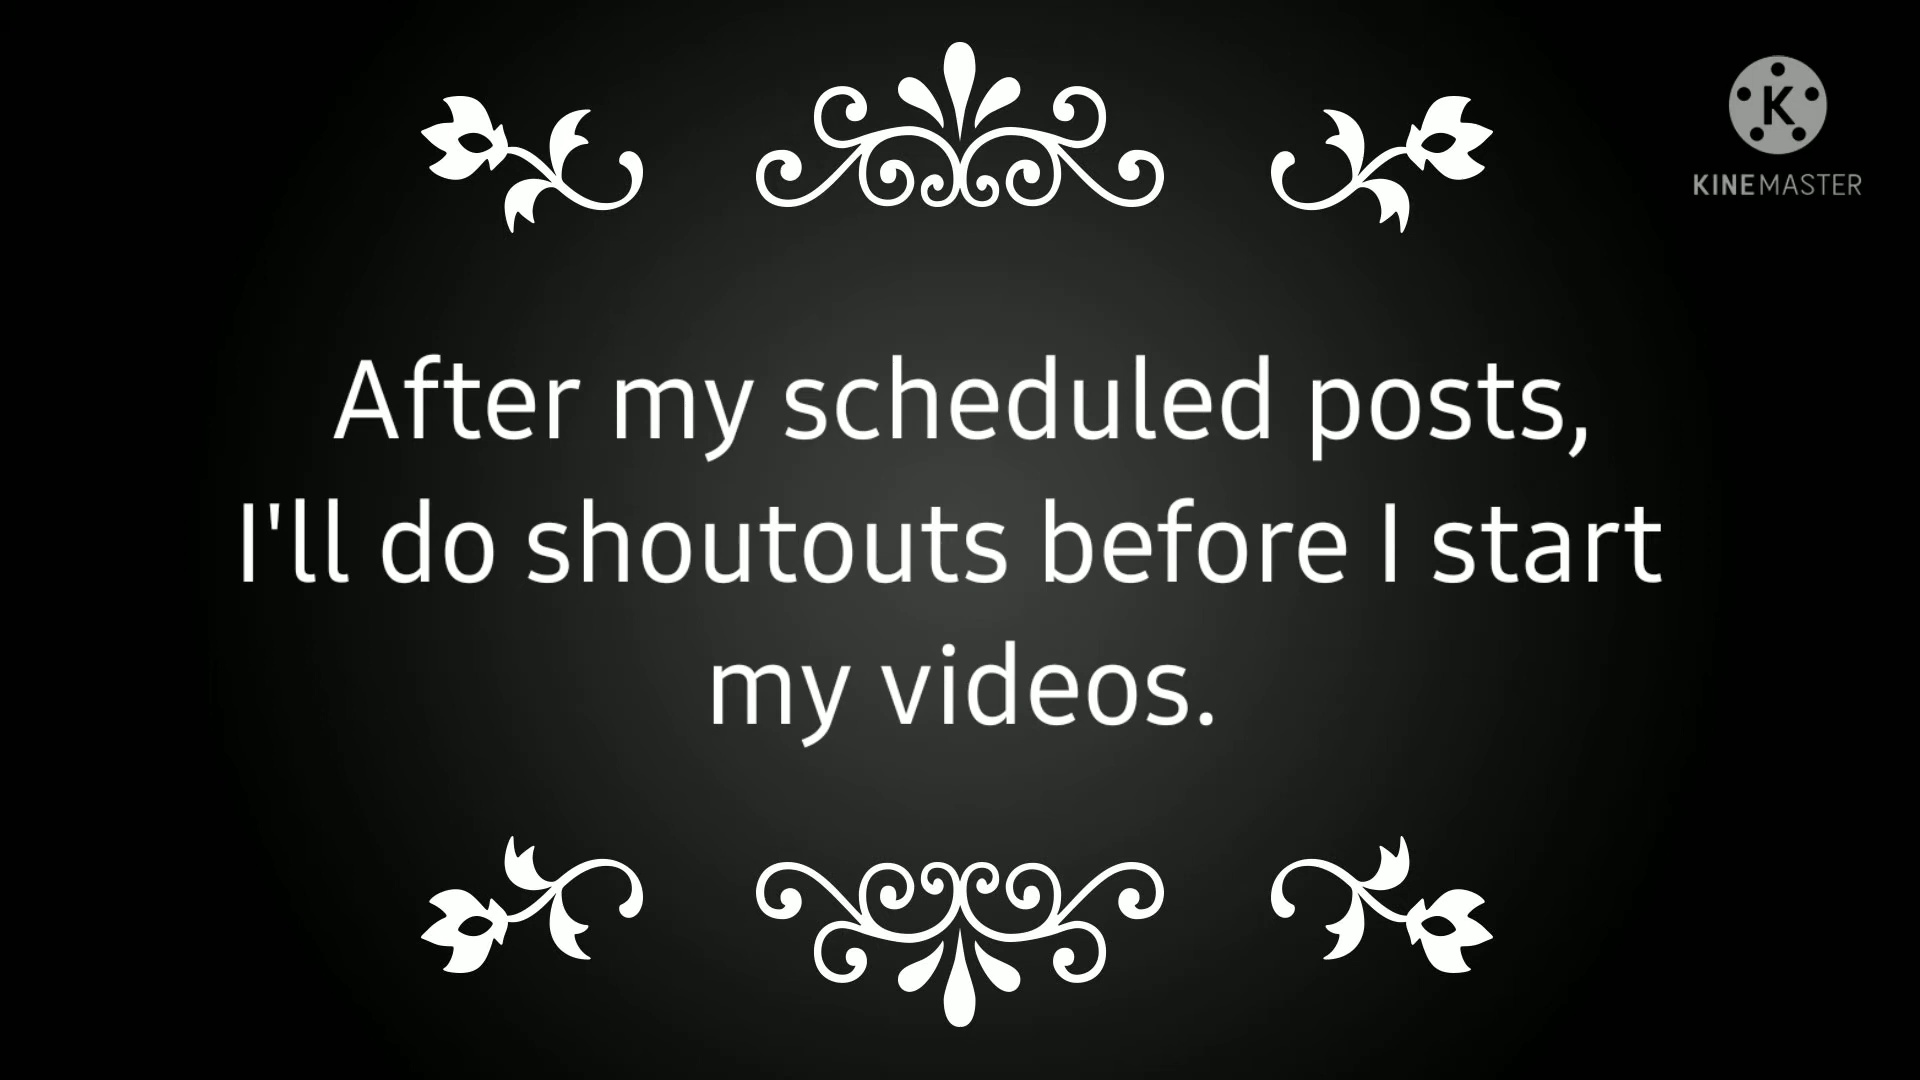 K
KINEMASTER
After my scheduled posts,
I'll do shoutouts before I start
my videos.